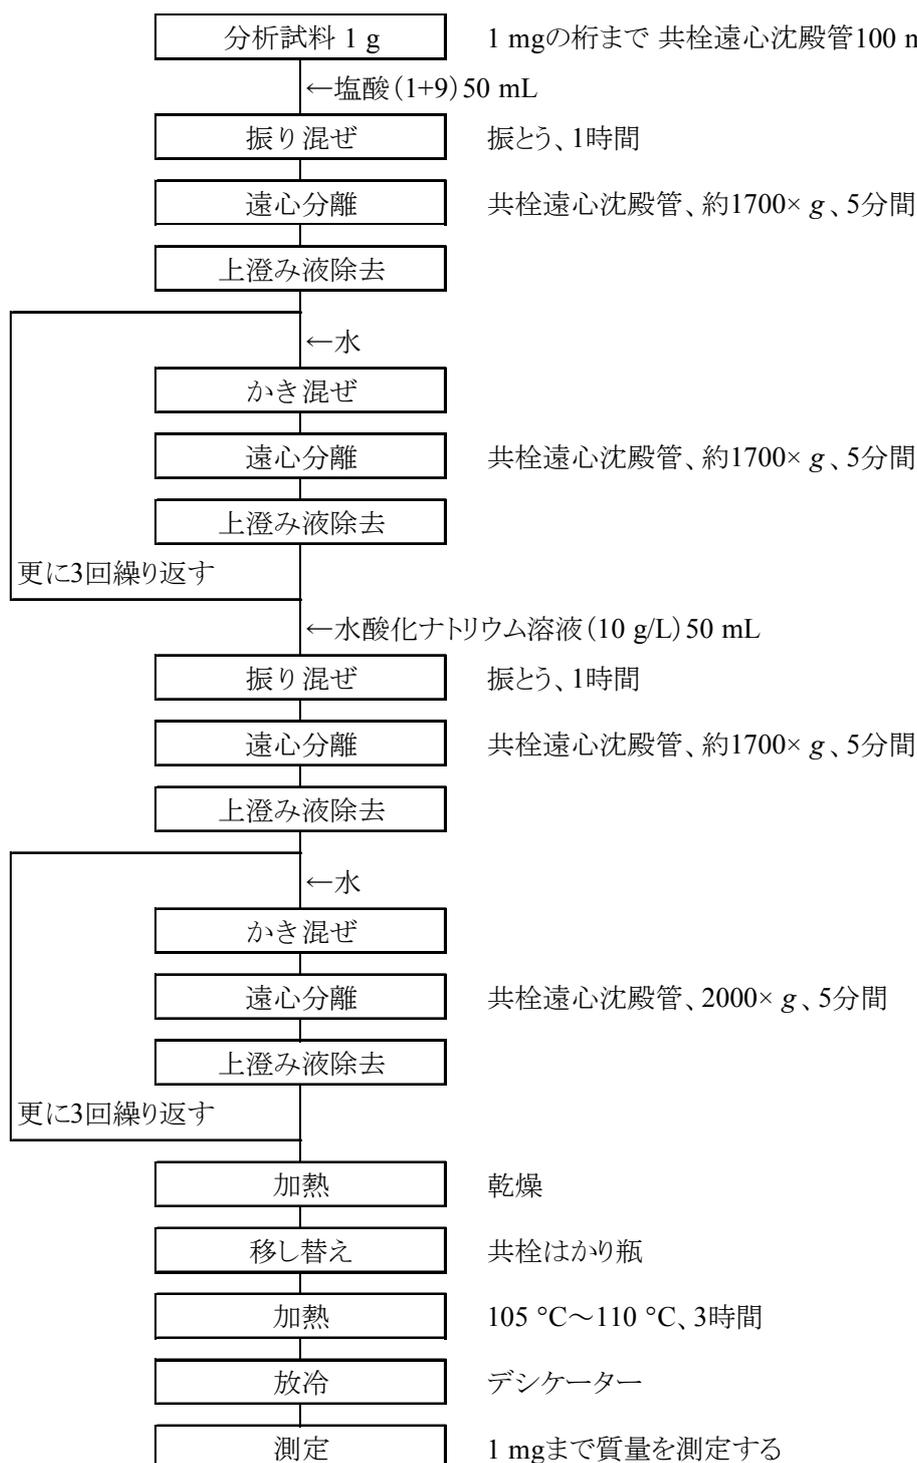 分析試料 1 g 1 mgの桁まで 共栓遠心沈殿管100
←塩酸(1+9)50 mL
振り混ぜ 振とう、1時間
遠心分離 共栓遠心沈殿管、約1700× g 、5分間
上澄み液除去
←水
かき混ぜ
遠心分離 共栓遠心沈殿管、約1700× g 、5分間
上澄み液除去
更に3回繰り返す
←水酸化ナトリウム溶液(10 g/L)50 mL
振り混ぜ 振とう、1時間
遠心分離 共栓遠心沈殿管、約1700× g 、5分間
上澄み液除去
←水
かき混ぜ
遠心分離 共栓遠心沈殿管、2000× g 、5分間
上澄み液除去
更に3回繰り返す
加熱 乾燥
移し替え 共栓はかり瓶
加熱 105 °C～110 °C、3時間
放冷 デシケーター
測定 1 mgまで質量を測定する